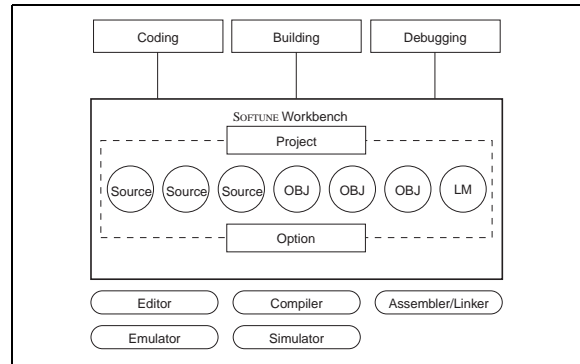 Coding Building Debugging
SOFTUNE Workbench
Project
Source Source Source OBJ OBJ OBJ LM
Option
Editor Compiler Assembler/Linker
Emulator Simulator